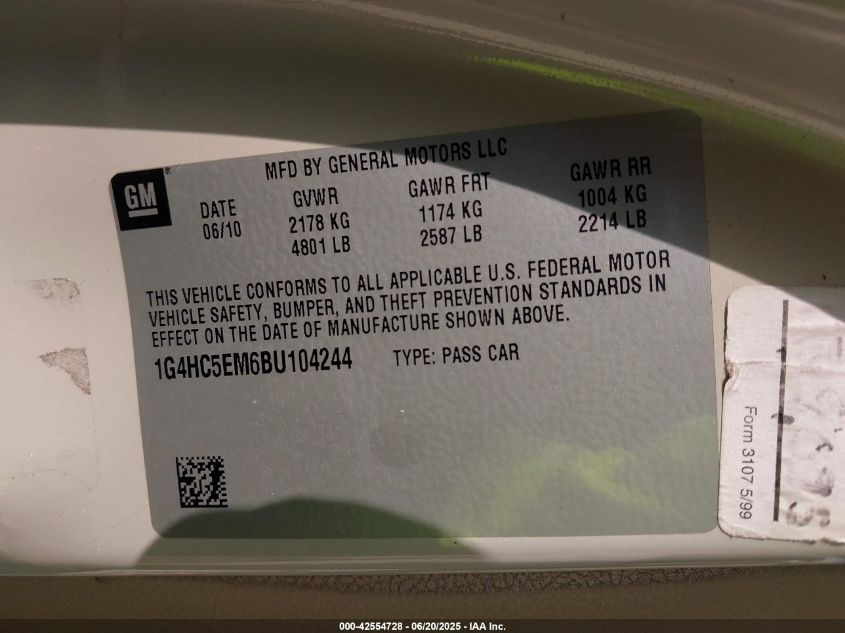 GM
MFD BY GENERAL MOTORS LLC
DATE GVWR GAWR FRT GAWR RR
06/10 2178 KG 1174 KG 1004 KG
4801 LB 2587 LB 2214 LB
THIS VEHICLE CONFORMS TO ALL APPLICABLE U.S. FEDERAL MOTOR
VEHICLE SAFETY, BUMPER, AND THEFT PREVENTION STANDARDS IN
EFFECT ON THE DATE OF MANUFACTURE SHOWN ABOVE.
1G4HC5EM6BU104244 TYPE: PASS CAR
Form 3107 5/99
000-42554728 - 06/20/2025 - IAA Inc.